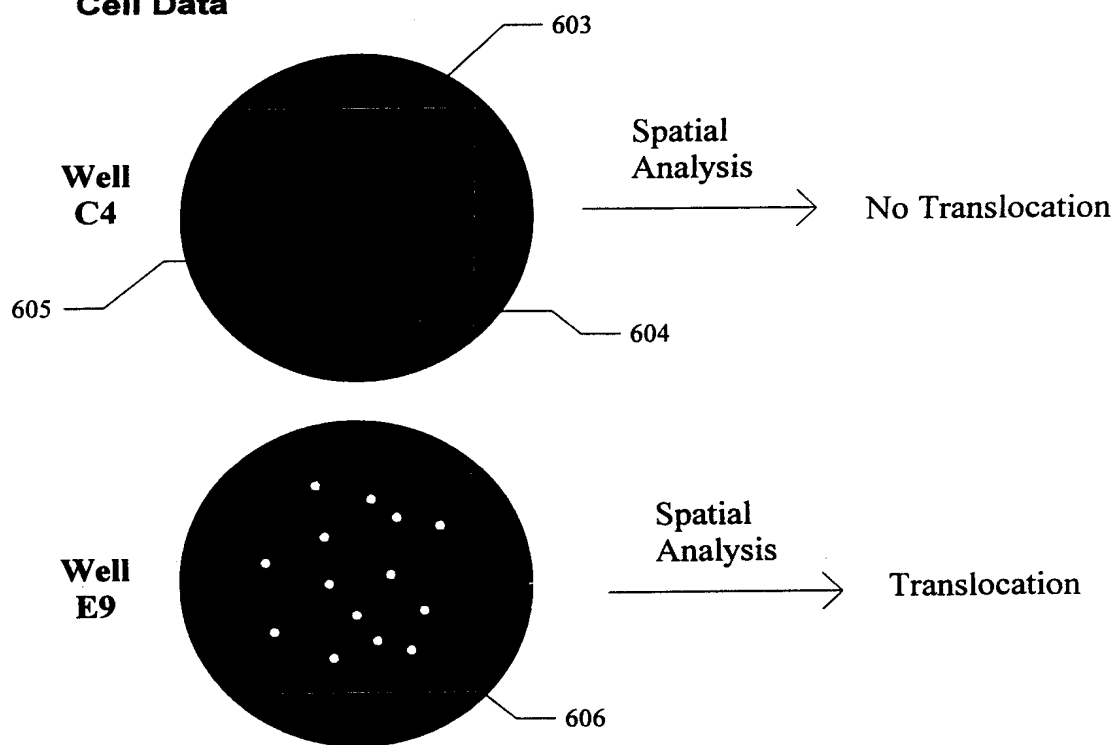 Cell Data
603
Spatial
Analysis
Well
C4
No Translocation
605
604
Spatial
Analysis
Well
E9
Translocation
606